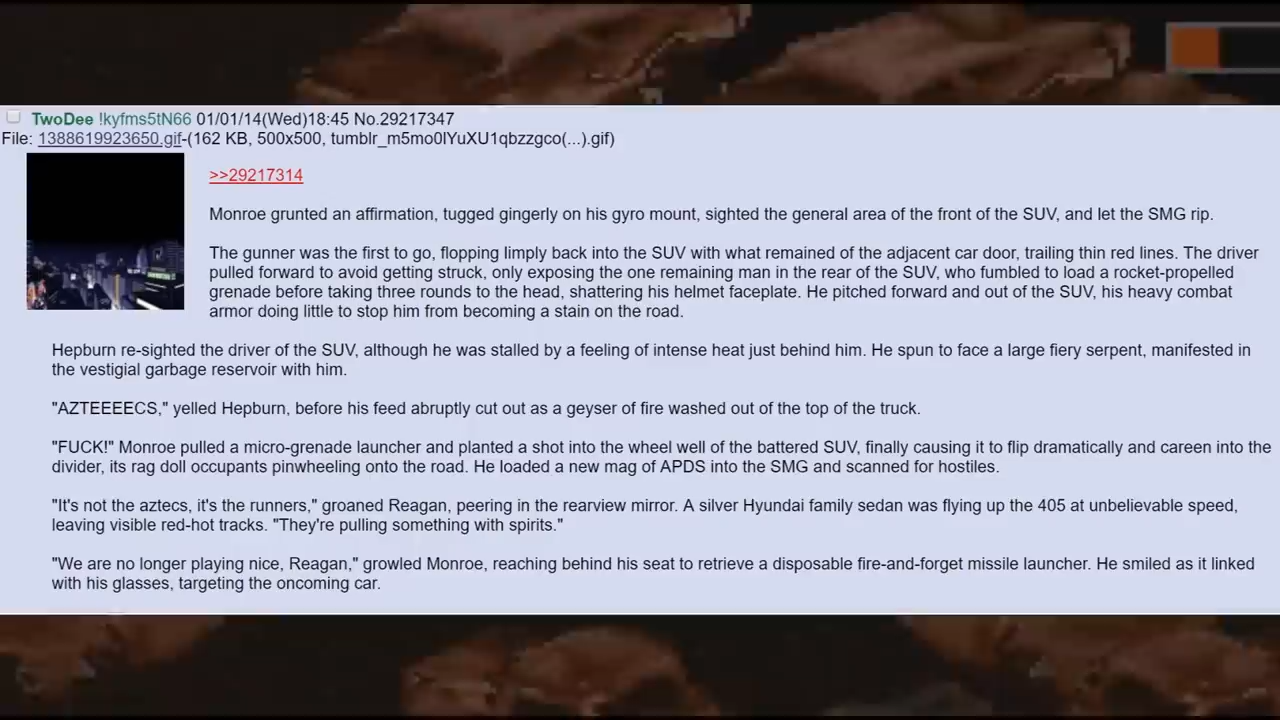 TwoDee !kyfms5tN66 01/01/14(Wed)18:45 No.29217347
File: 1388619923650.gif-(162 KB, 500x500, tumblr_m5mo0lYuXU1qbzzgco(...).gif)
>>29217314
Monroe grunted an affirmation, tugged gingerly on his gyro mount, sighted the general area of the front of the SUV, and let the SMG rip.
The gunner was the first to go, flopping limply back into the SUV with what remained of the adjacent car door, trailing thin red lines. The driver
pulled forward to avoid getting struck, only exposing the one remaining man in the rear of the SUV, who fumbled to load a rocket-propelled
grenade before taking three rounds to the head, shattering his helmet faceplate. He pitched forward and out of the SUV, his heavy combat
armor doing little to stop him from becoming a stain on the road.
Hepburn re-sighted the driver of the SUV, although he was stalled by a feeling of intense heat just behind him. He spun to face a large fiery serpent, manifested in
the vestigial garbage reservoir with him.
"AZTEEEECS," yelled Hepburn, before his feed abruptly cut out as a geyser of fire washed out of the top of the truck.
"FUCK!" Monroe pulled a micro-grenade launcher and planted a shot into the wheel well of the battered SUV, finally causing it to flip dramatically and careen into the
divider, its rag doll occupants pinwheeling onto the road. He loaded a new mag of APDS into the SMG and scanned for hostiles.
"It's not the aztecs, it's the runners," groaned Reagan, peering in the rearview mirror. A silver Hyundai family sedan was flying up the 405 at unbelievable speed,
leaving visible red-hot tracks. "They're pulling something with spirits."
"We are no longer playing nice, Reagan," growled Monroe, reaching behind his seat to retrieve a disposable fire-and-forget missile launcher. He smiled as it linked
with his glasses, targeting the oncoming car.